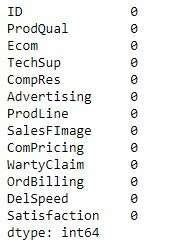 ID 0
ProdQual 0
Ecom 0
TechSup 0
CompRes 0
Advertising 0
ProdLine 0
SalesFImage 0
ComPricing 0
WartyClaim 0
OrdBilling 0
DelSpeed 0
Satisfaction 0
dtype: int64